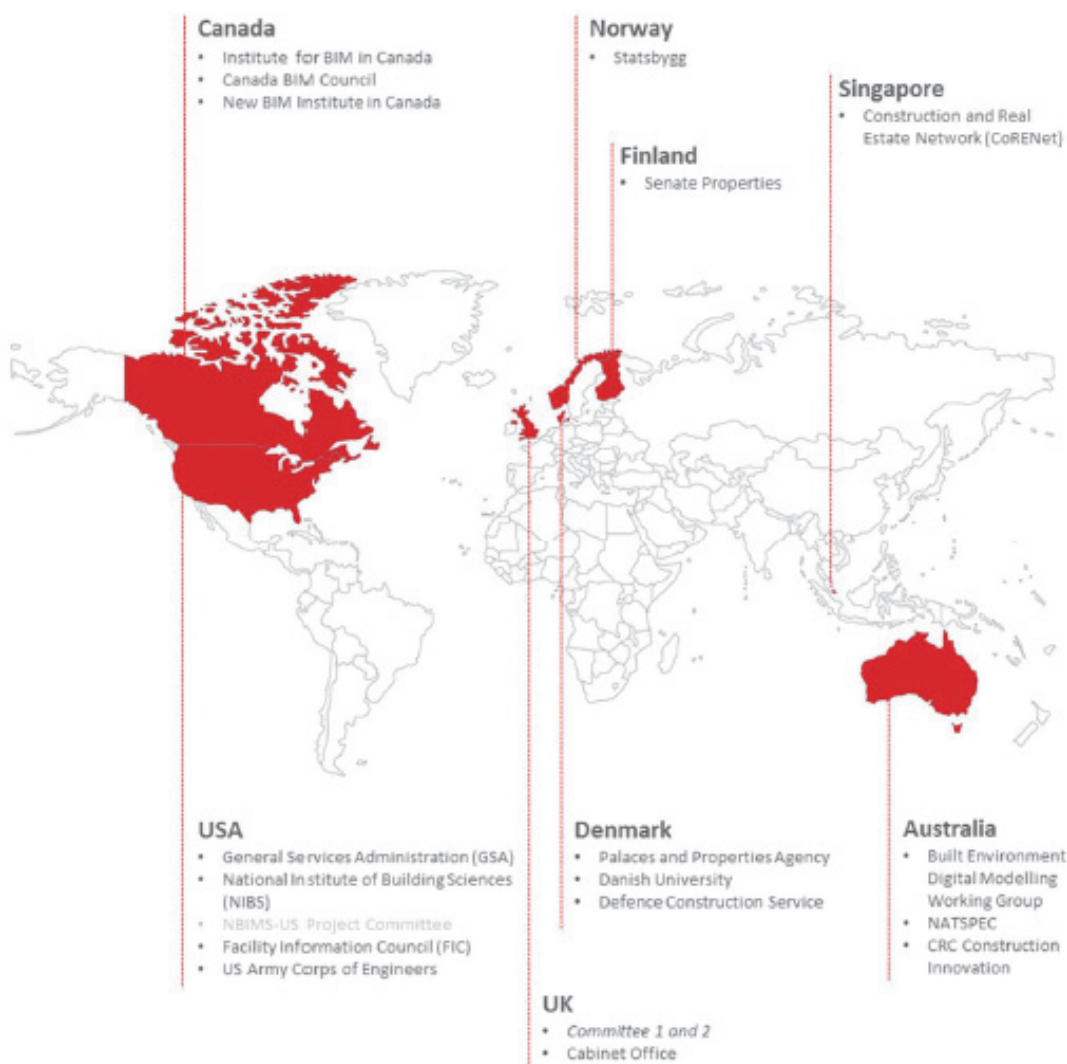 Canada
• Institute for BIM in Canada
• Canada BIM Council
• New BIM Institute in Canada
Norway
• Statsbygg
Singapore
• Construction and Real
Estate Network (CoRENet)
Finland
• Senate Properties
USA
• General Services Administration (GSA)
• National Institute of Building Sciences
(NIBS)
• NBIMS-US Project Committee
• Facility Information Council (FIC)
• US Army Corps of Engineers
Denmark
• Palaces and Properties Agency
• Danish University
• Defence Construction Service
Australia
• Built Environment
Digital Modelling
Working Group
• NATSPEC
• CRC Construction
Innovation
UK
• Committee 1 and 2
• Cabinet Office